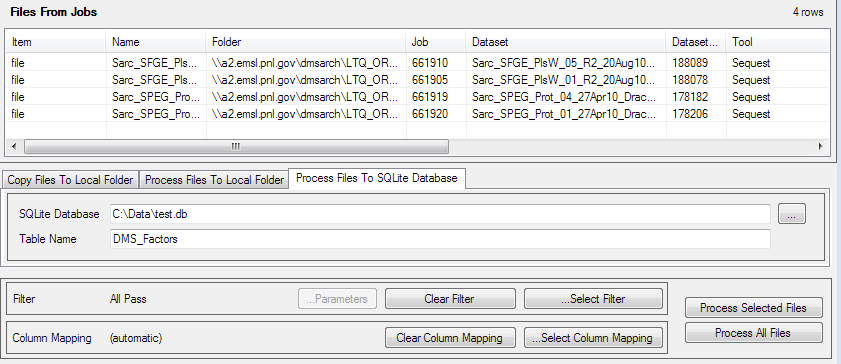 Files From Jobs 4 rows
Item Name Folder Job Dataset Dataset... Tool
file Sarc_SFGE_Pls... \\a2.emsl.pnl.gov\dmsarch\LTQ_OR... 661910 Sarc_SFGE_PlsW_05_R2_20Aug10... 188089 Sequest
file Sarc_SFGE_Pls... \\a2.emsl.pnl.gov\dmsarch\LTQ_OR... 661905 Sarc_SFGE_PlsW_01_R2_20Aug10... 188078 Sequest
file Sarc_SPEG_Pro... \\a2.emsl.pnl.gov\dmsarch\LTQ_OR... 661919 Sarc_SPEG_Prot_04_27Apr10_Drac... 178182 Sequest
file Sarc_SPEG_Pro... \\a2.emsl.pnl.gov\dmsarch\LTQ_OR... 661920 Sarc_SPEG_Prot_01_27Apr10_Drac... 178206 Sequest
Copy Files To Local Folder Process Files To Local Folder Process Files To SQLite Database
SQLite Database C:\Data\test.db ...
Table Name DMS_Factors
Filter All Pass ...Parameters Clear Filter ...Select Filter Process Selected Files
Column Mapping (automatic) Clear Column Mapping ...Select Column Mapping Process All Files